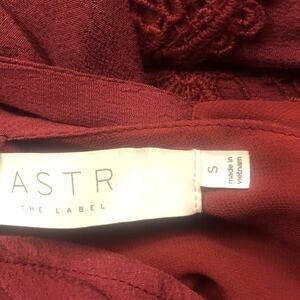 ASTR
THE LABEL
S
made in
vietnam